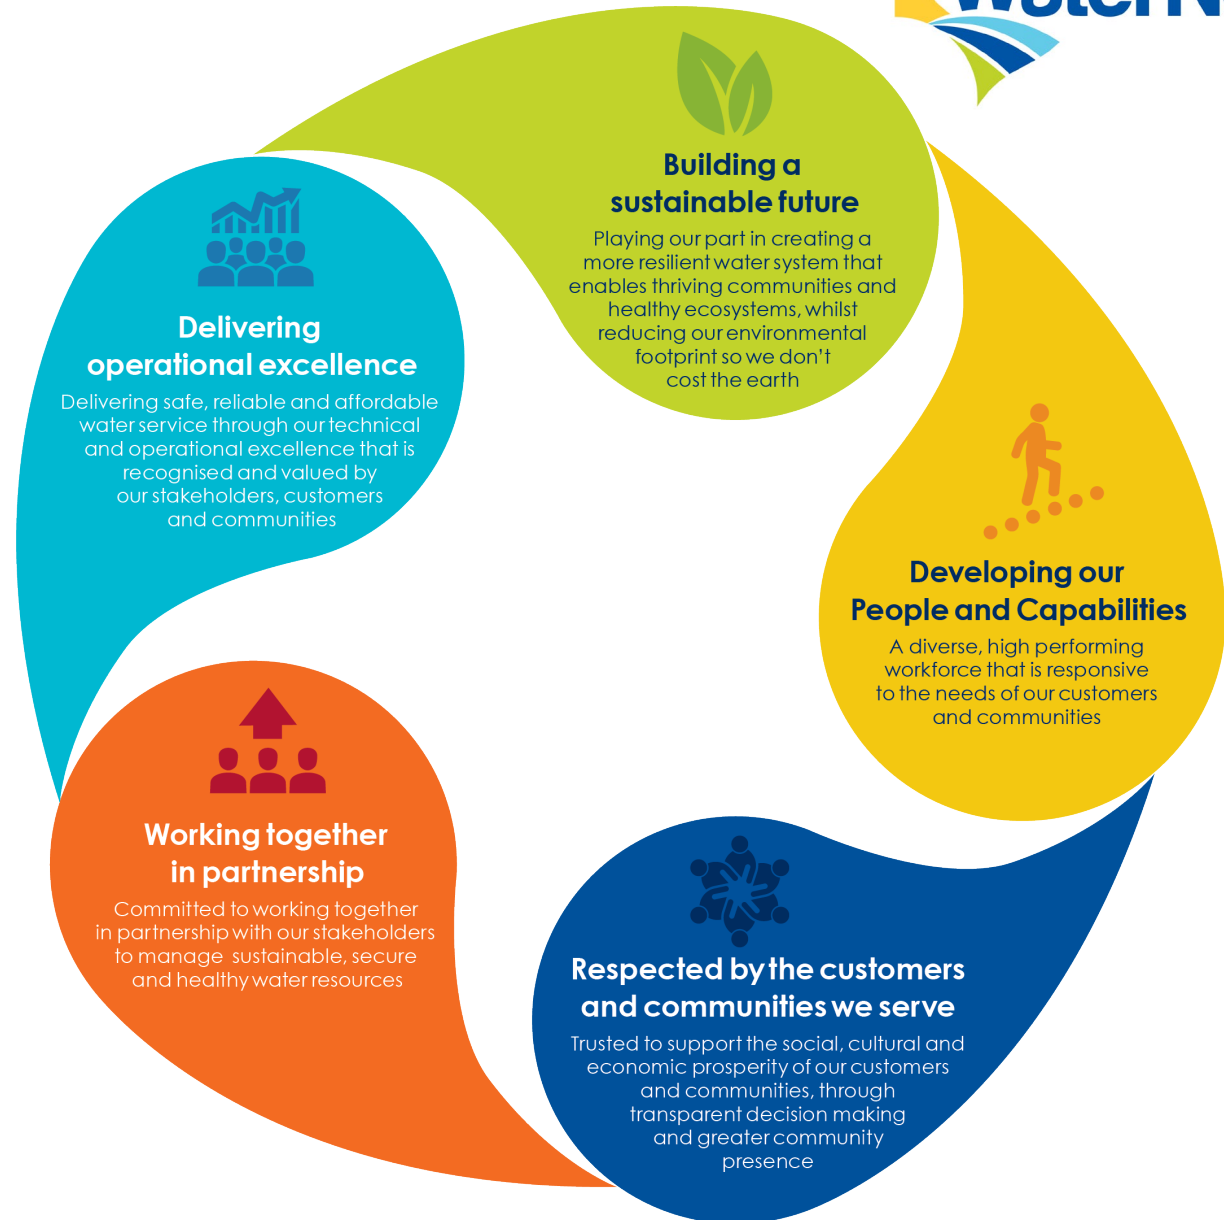 WaterN
Building a
sustainable future
Playing our part in creating a
more resilient water system that
enables thriving communities and
healthy ecosystems, whilst
reducing our environmental
footprint so we don't
cost the earth
Delivering
operational excellence
Delivering safe, reliable and affordable
water service through our technical
and operational excellence that is
recognised and valued by
our stakeholders, customers
and communities
Developing our
People and Capabilities
A diverse, high performing
workforce that is responsive
to the needs of our customers
and communities
Working together
in partnership
Committed to working together
in partnership with our stakeholders
to manage sustainable, secure
and healthy water resources
Respected by the customers
and communities we serve
Trusted to support the social, cultural and
economic prosperity of our customers
and communities, through
transparent decision making
and greater community
presence